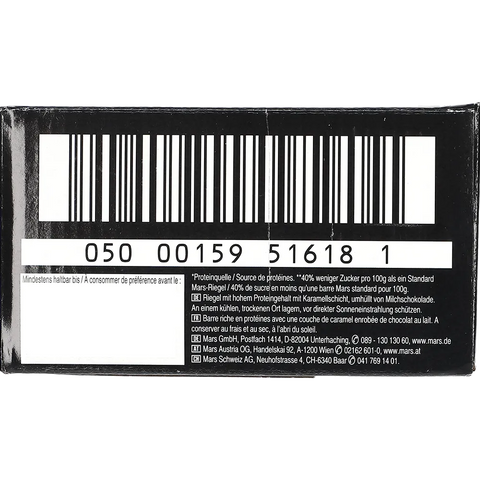 050 00159 51618 1
Mindestens haltbar bis / À consommer de préférence avant le :
*Proteinquelle / Source de protéines. **40% weniger Zucker pro 100g als ein Standard
Mars-Riegel / 40% de sucre en moins qu'une barre Mars standard pour 100g.
DE Riegel mit hohem Proteingehalt mit Karamellschicht, umhüllt von Milchschokolade.
An einem kühlen, trockenen Ort lagern, vor direkter Sonneneinstrahlung schützen.
FR Barre riche en protéines avec une couche de caramel enrobée de chocolat au lait. A
conserver au frais et au sec, à l'abri du soleil.
DE Mars GmbH, Postfach 1414, D-82004 Unterhaching, ✆ 089 - 130 130 60, www.mars.de
AT Mars Austria OG, Handelskai 92, A-1200 Wien ✆ 02162 601-0, www.mars.at
CH Mars Schweiz AG, Neuhofstrasse 4, CH-6340 Baar ✆ 041 769 14 01.